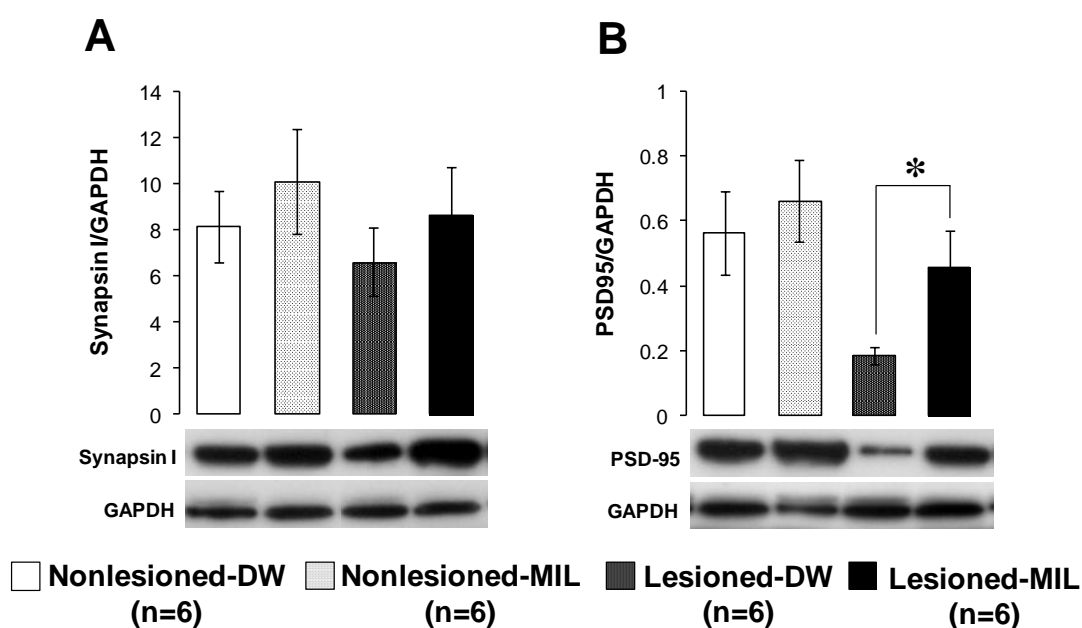 A
Synapsin I/GAPDH
14
12
10
8
6
4
2
0
Synapsin I
GAPDH
B
PSD95/GAPDH
1
0.8
0.6
0.4
0.2
0
*
PSD-95
GAPDH
Nonlesioned-DW
(n=6)
Nonlesioned-MIL
(n=6)
Lesioned-DW
(n=6)
Lesioned-MIL
(n=6)